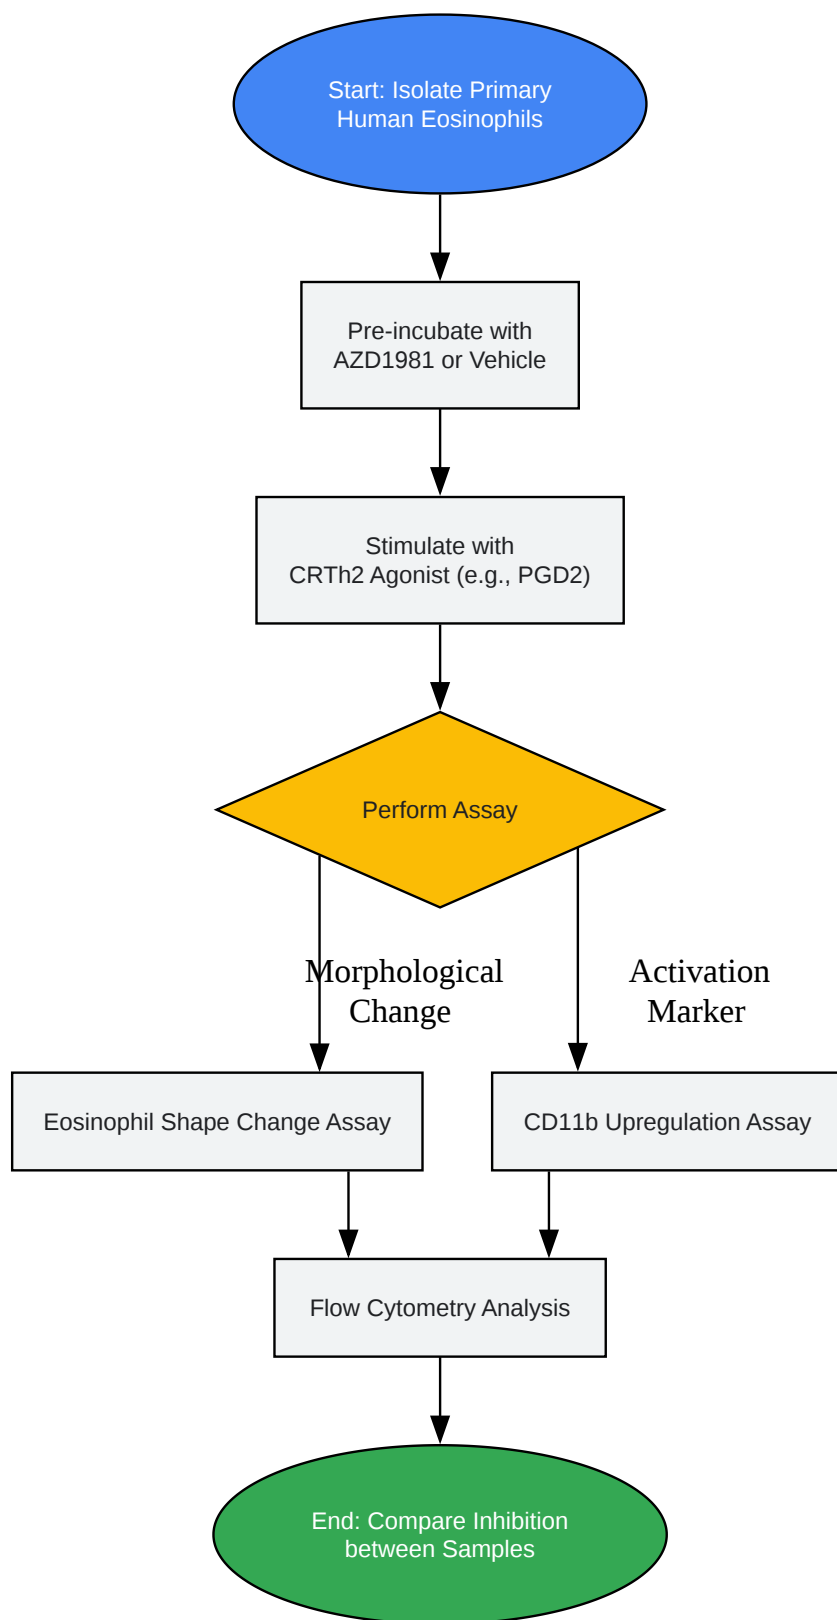 Start: Isolate Primary
Human Eosinophils
Pre-incubate with
AZD1981 or Vehicle
Stimulate with
CRTh2 Agonist (e.g., PGD2)
Perform Assay
Morphological
Change
Activation
Marker
Eosinophil Shape Change Assay
CD11b Upregulation Assay
Flow Cytometry Analysis
End: Compare Inhibition
between Samples